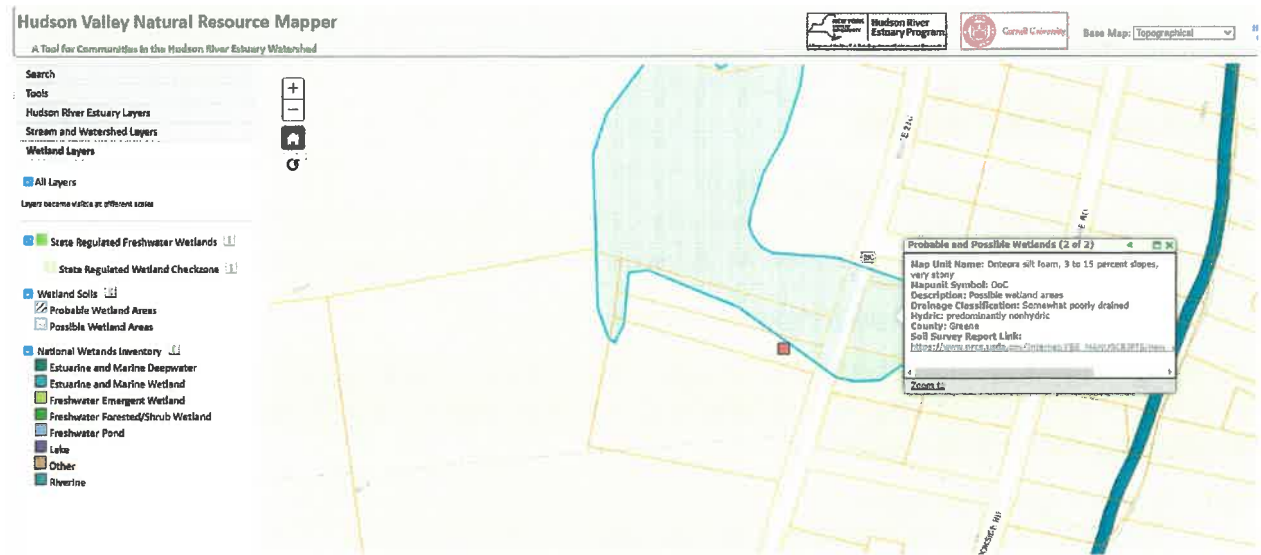 Hudson Valley Natural Resource Mapper
A Tool for Communities in the Hudson River Estuary Watershed
Hudson River
Estuary Program
Cornell University
Base Map: Topographical
Search
Tools
Hudson River Estuary Layers
Stream and Watershed Layers
Wetland Layers
All Layers
Layers become visible at different scales
State Regulated Freshwater Wetlands
State Regulated Wetland Checkzone
Wetland Soils
Probable Wetland Areas
Possible Wetland Areas
National Wetands Inventory
Estuarine and Marine Deepwater
Estuarine and Marine Wetland
Freshwater Emergent Wetland
Freshwater Forested/Shrub Wetland
Freshwater Pond
Lake
Other
Riverine
Probable and Possible Wetlands (2 of 2)
Map Unit Name: Onteora silt loam, 3 to 15 percent slopes,
very stony
Mapunit Symbol: OoC
Description: Possible wetland areas
Drainage Classification: Somewhat poorly drained
Hydric: predominantly nonhydric
County: Greene
Soil Survey Report Link:
Zoom to